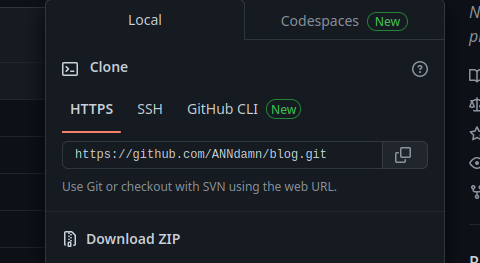 Local
Codespaces New
Clone
HTTPS SSH GitHub CLI New
https://github.com/ANNdamn/blog.git
Use Git or checkout with SVN using the web URL.
Download ZIP